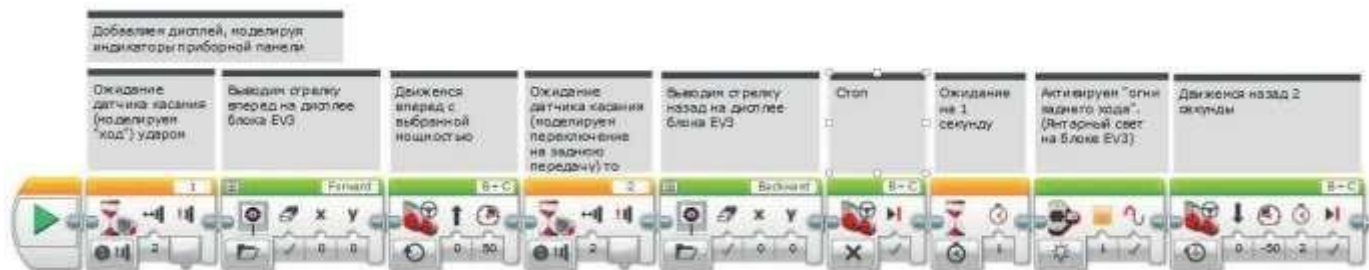 Добавляем дисплей, моделируя
индикаторы приборной панели
Ожидание
датчика касания
(моделируем
"ход") ударом
Выводим стрелку
вперед на дисплее
блока EV3
Движемся
вперед с
выбранной
мощностью
Ожидание
датчика касания
(моделируем
переключение
на заднюю
передачу) то
Выводим стрелку
назад на дисплее
блока EV3
Стоп
Ожидание
на 1
секунду
Активируем "огни
заднего хода".
(Янтарный свет
на блоке EV3)
Движемся назад 2
секунды
1
Forward
B+C
2
Backward
B+C
B+C
x y
x y
2
0 0
0 50
2
0 0
1
1
0 -50 2